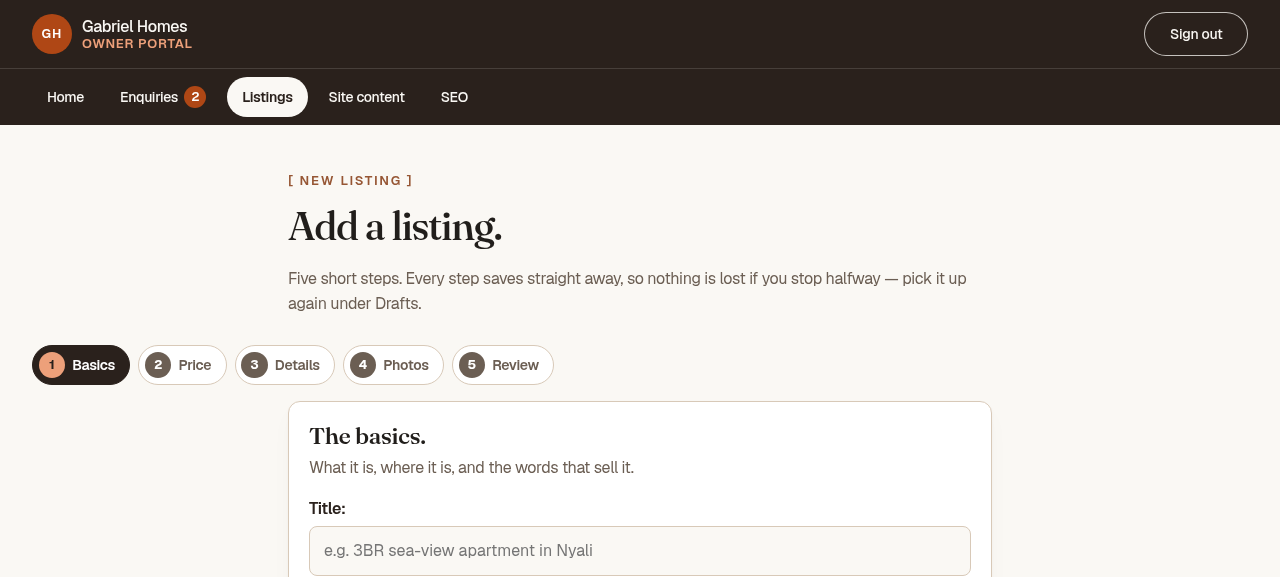 GH
Gabriel Homes
OWNER PORTAL
Sign out
Home
Enquiries 2
Listings
Site content
SEO
[ NEW LISTING ]
Add a listing.
Five short steps. Every step saves straight away, so nothing is lost if you stop halfway — pick it up
again under Drafts.
1 Basics
2 Price
3 Details
4 Photos
5 Review
The basics.
What it is, where it is, and the words that sell it.
Title:
e.g. 3BR sea-view apartment in Nyali